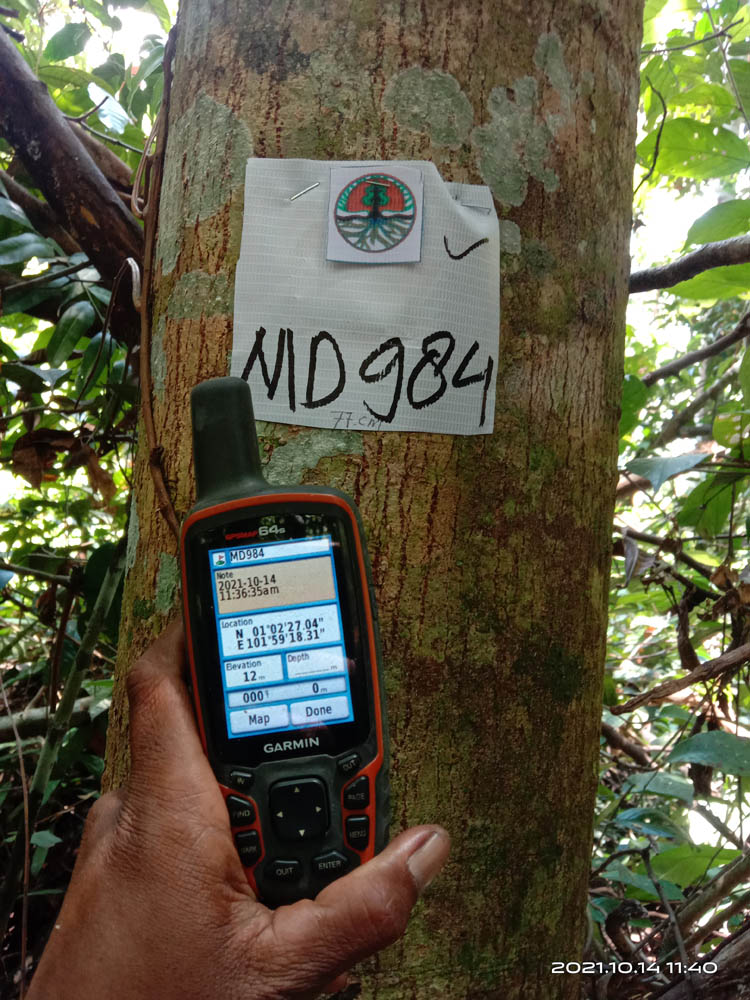 MD984
77 CM
GPSMAP 64s
MD984
Note
2021-10-14
11:36:35am
Location
N 01°02'27.04"
E 101°59'18.31"
Elevation
12 m
Depth
m
000°
0 m
Map
Done
GARMIN
IN
OUT
FIND
PAGE
MARK
MENU
QUIT
ENTER
2021.10.14 11:40